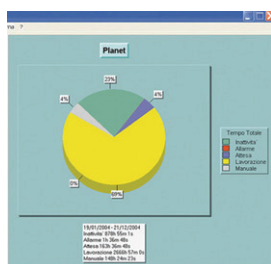 ma ?
Planet
23%
4%
4%
0%
69%
Tempo Totale
Inattivita'
Allarme
Attesa
Lavorazione
Manuale
19/01/2004 - 21/12/2004
Inattivita' 878h 55m 1s
Allarme 1h 36m 48s
Attesa 163h 36m 48s
Lavorazione 2666h 57m 0s
Manuale 148h 24m 23s